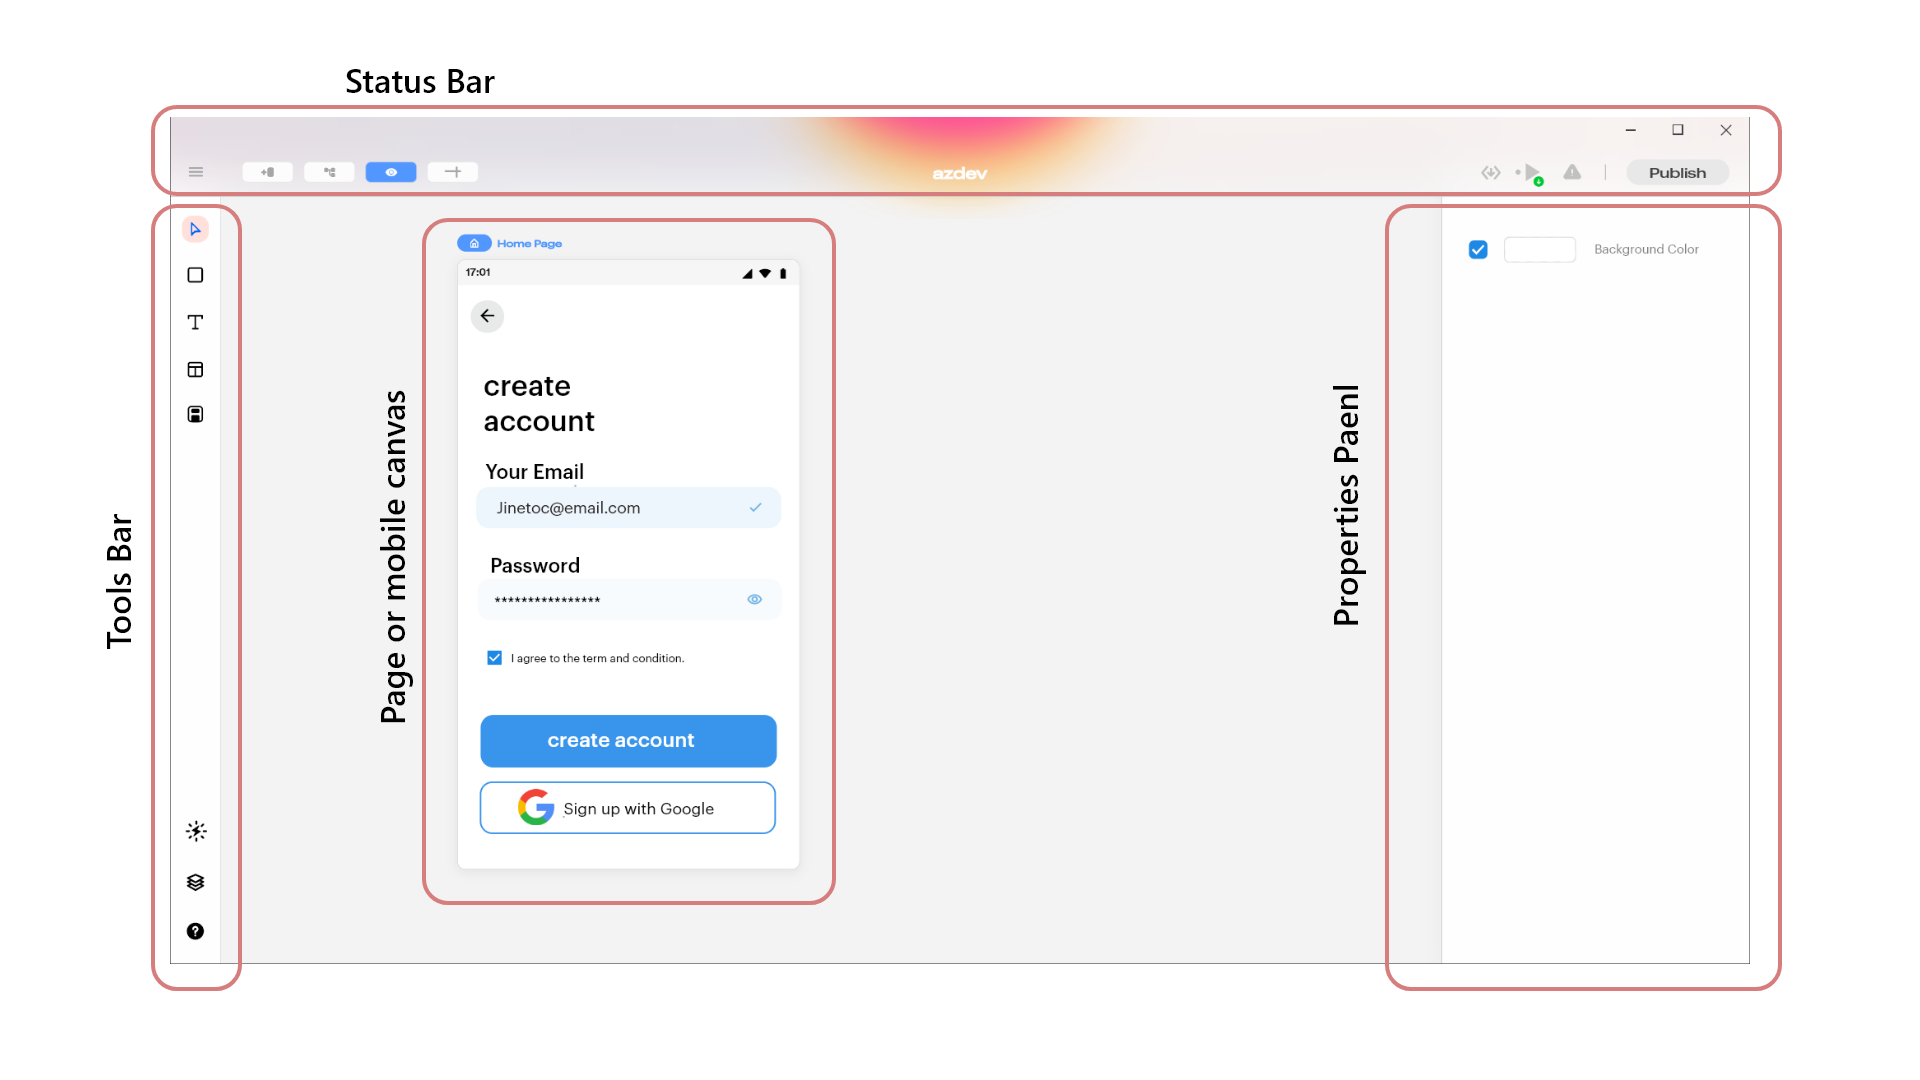 Status Bar
azdev
Publish
Tools Bar
Page or mobile canvas
Home Page
17:01
create
account
Your Email
Jinetoc@email.com
Password
****************
I agree to the term and condition.
create account
Sign up with Google
Properties Paenl
Background Color